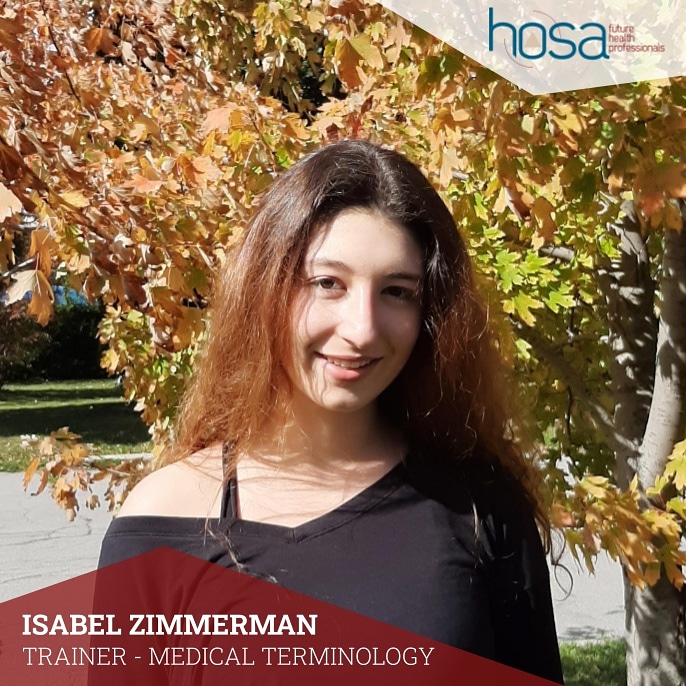 hosa
future
health
professionals
ISABEL ZIMMERMAN
TRAINER - MEDICAL TERMINOLOGY